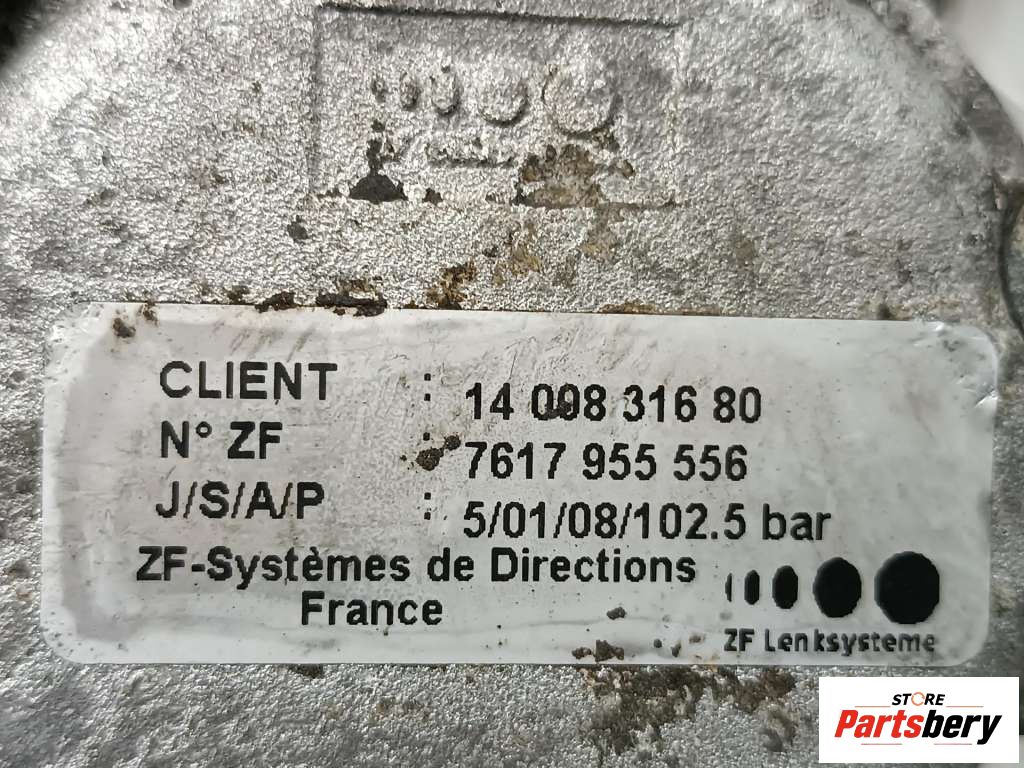 CLIENT : 14 098 316 80
N° ZF : 7617 955 556
J/S/A/P : 5/01/08/102.5 bar
ZF-Systèmes de Directions
France
ZF Lenksysteme
STORE
Partsbery